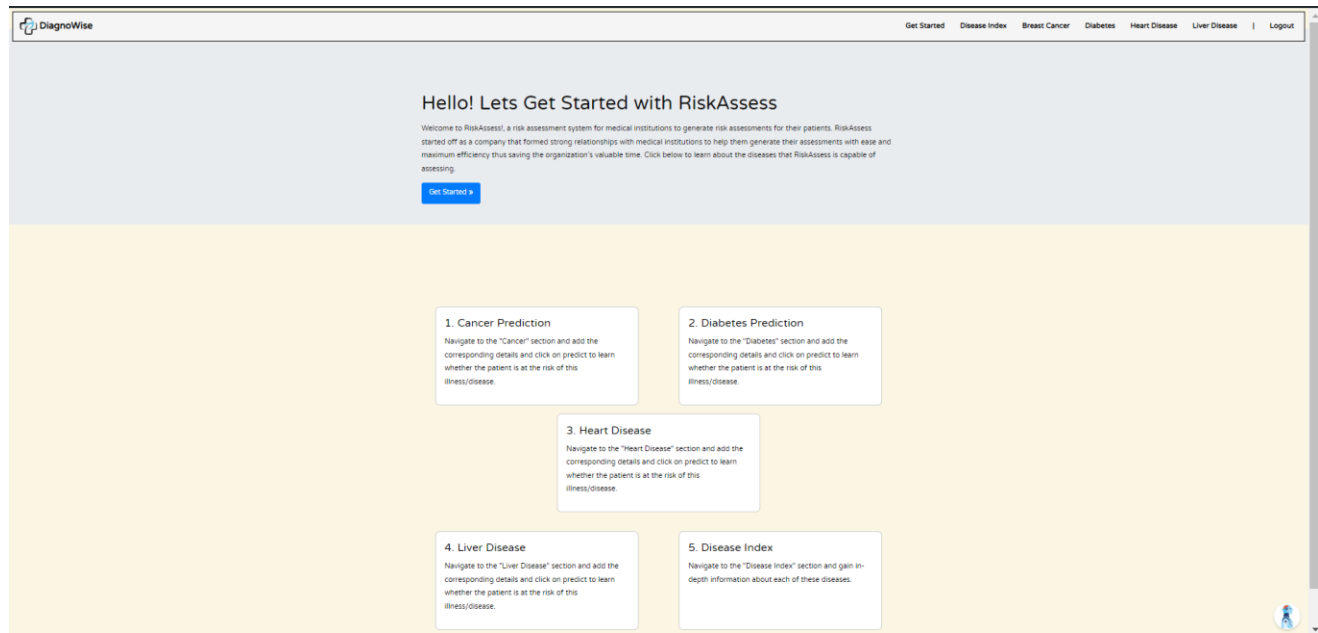 DiagnoWise
Get Started Disease Index Breast Cancer Diabetes Heart Disease Liver Disease | Logout
Hello! Lets Get Started with RiskAssess
Welcome to RiskAssess!, a risk assessment system for medical institutions to generate risk assessments for their patients. RiskAssess
started off as a company that formed strong relationships with medical institutions to help them generate their assessments with ease and
maximum efficiency thus saving the organization's valuable time. Click below to learn about the diseases that RiskAssess is capable of
assessing.
Get Started »
1. Cancer Prediction
Navigate to the "Cancer" section and add the
corresponding details and click on predict to learn
whether the patient is at the risk of this
illness/disease.
2. Diabetes Prediction
Navigate to the "Diabetes" section and add the
corresponding details and click on predict to learn
whether the patient is at the risk of this
illness/disease.
3. Heart Disease
Navigate to the "Heart Disease" section and add the
corresponding details and click on predict to learn
whether the patient is at the risk of this
illness/disease.
4. Liver Disease
Navigate to the "Liver Disease" section and add the
corresponding details and click on predict to learn
whether the patient is at the risk of this
illness/disease.
5. Disease Index
Navigate to the "Disease Index" section and gain in-
depth information about each of these diseases.